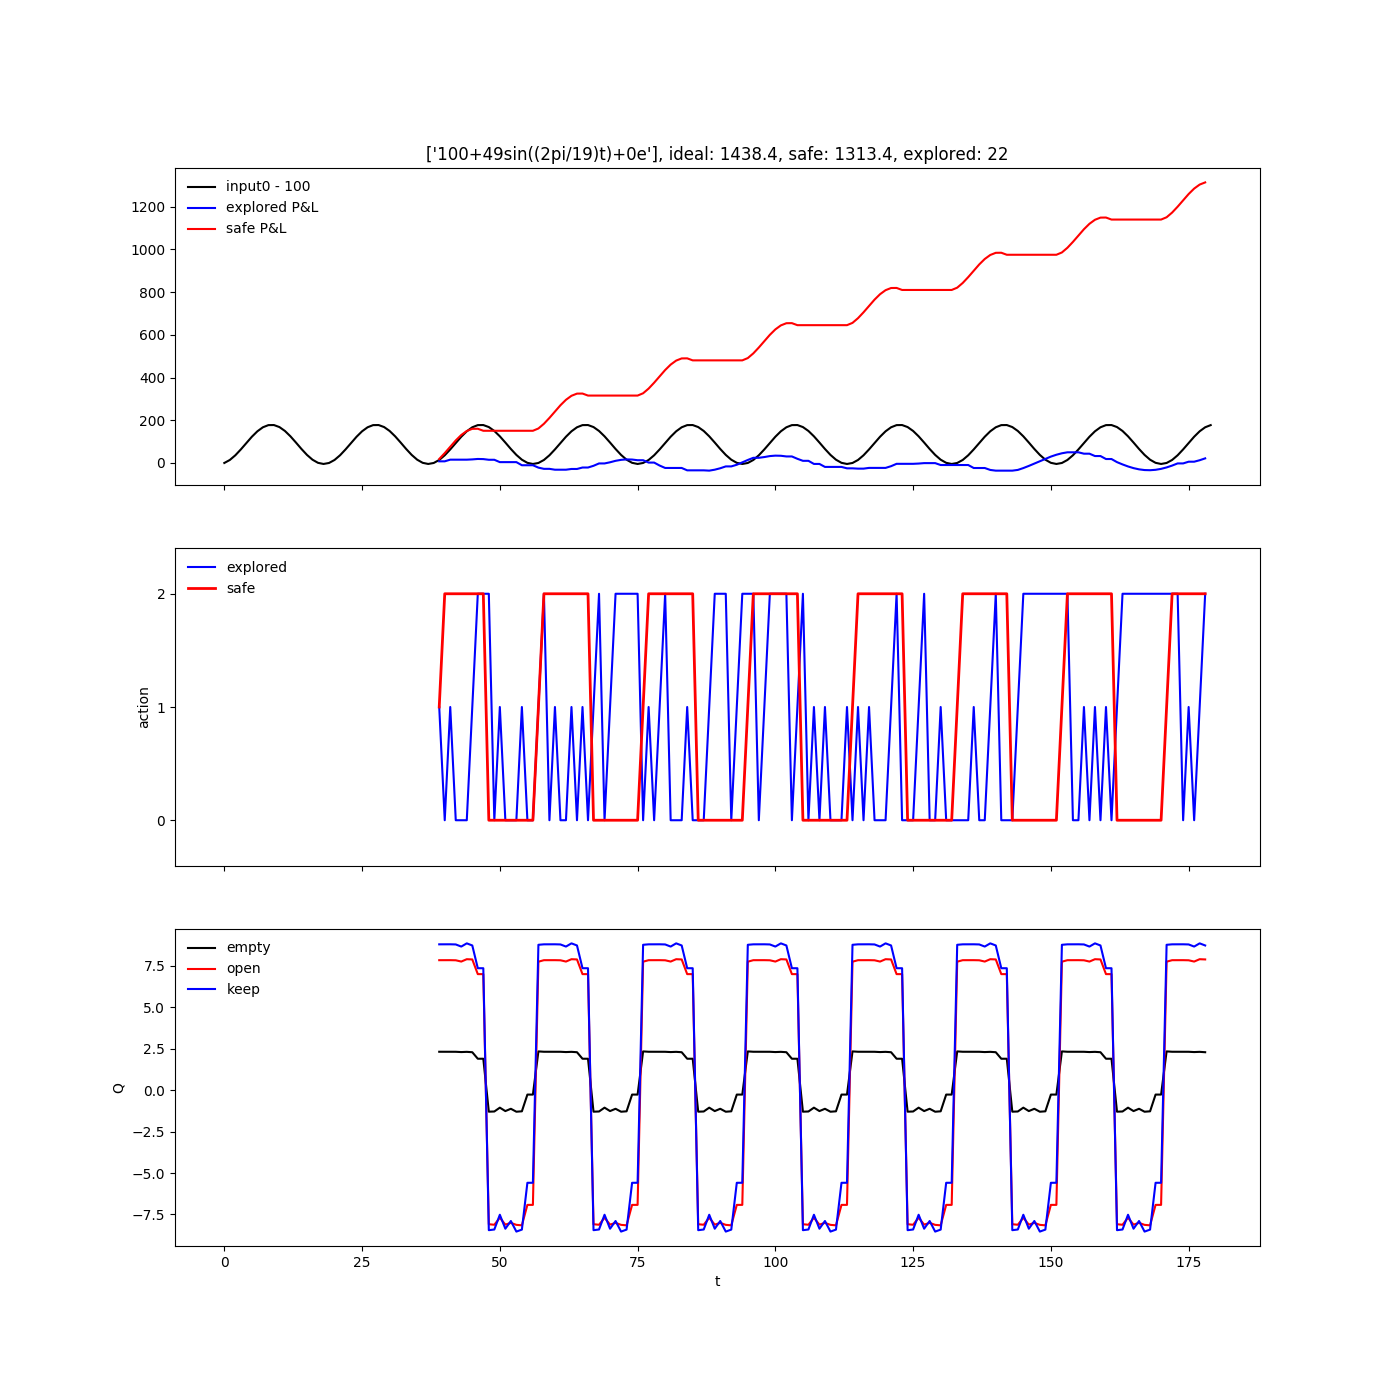 ['100+49sin((2pi/19)t)+0e'], ideal: 1438.4, safe: 1313.4, explored: 22
input0 - 100
explored P&L
safe P&L
1200
1000
800
600
400
200
0
explored
safe
2
1
0
action
empty
open
keep
7.5
5.0
2.5
0.0
−2.5
−5.0
−7.5
Q
0 25 50 75 100 125 150 175
t